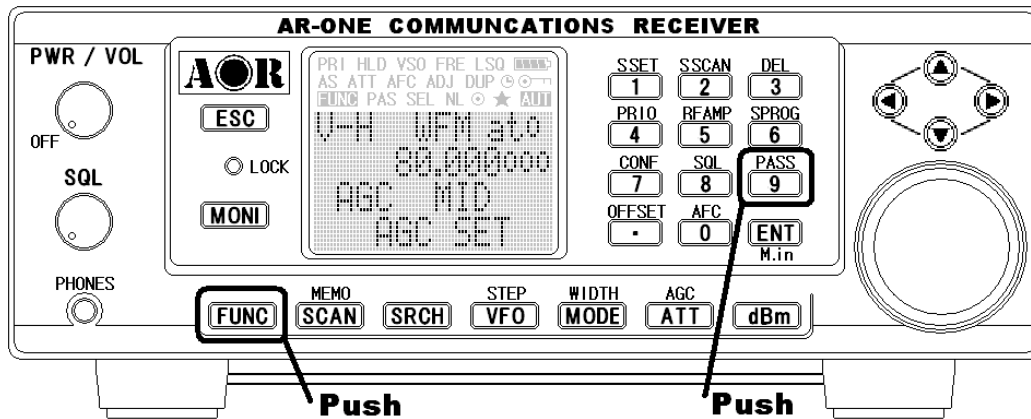 AR-ONE COMMUNCATIONS RECEIVER
PWR / VOL
OFF
SQL
PHONES
AOR
ESC
LOCK
MONI
PRI HLD VSO FRE LSQ
AS ATT AFC ADJ DUP
FUNC PAS SEL NL AUT
V-H WFM ato
80.000000
AGC MID
AGC SET
SSET SSCAN DEL
1 2 3
PRIO RFAMP SPROG
4 5 6
CONF SQL PASS
7 8 9
OFFSET AFC
. 0 ENT
M.in
MEMO STEP WIDTH AGC
FUNC SCAN SRCH VFO MODE ATT dBm
Push Push